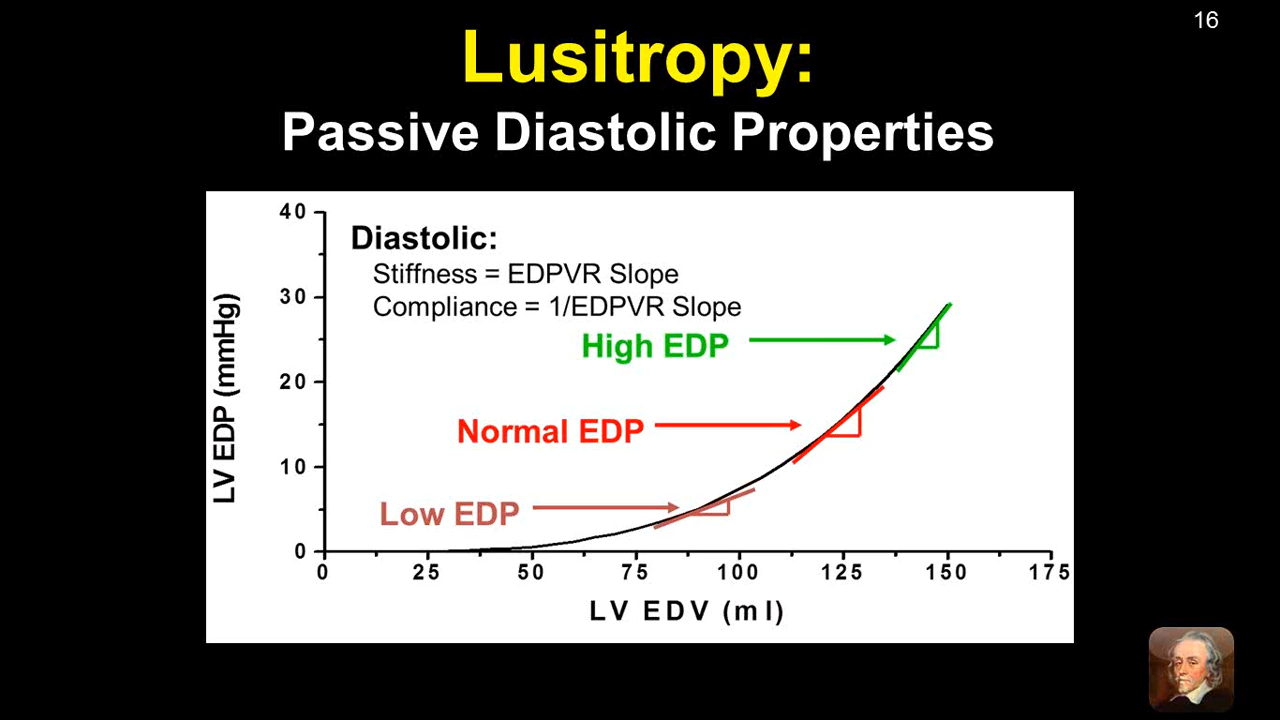 16
Lusitropy:
Passive Diastolic Properties
40
Diastolic:
Stiffness = EDPVR Slope
30
Compliance = 1/EDPVR Slope
High EDP
20
Normal EDP
10
Low EDP
0
LV EDP (mmHg)
0 25 50 75 100 125 150 175
LV EDV (ml)